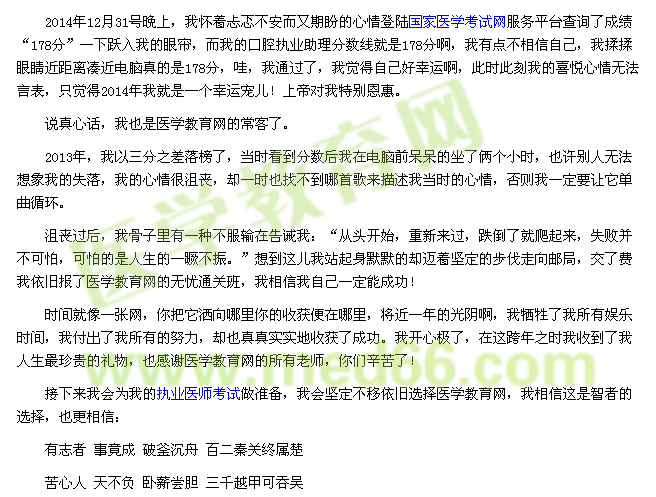 2014年12月31号晚上，我怀着忐忑不安而又期盼的心情登陆国家医学考试网服务平台查询了成绩
“178分”一下跃入我的眼帘，而我的口腔执业助理分数线就是178分啊，我有点不相信自己，我揉揉
眼睛近距离凑近电脑真的是178分，哇，我通过了，我觉得自己好幸运啊，此时此刻我的喜悦心情无法
言表，只觉得2014年我就是一个幸运宠儿！上帝对我特别恩惠。
说真心话，我也是医学教育网的常客了。
2013年，我以三分之差落榜了，当时看到分数后我在电脑前呆呆的坐了俩个小时，也许别人无法
想象我的失落，我的心情很沮丧，却一时也找不到哪首歌来描述我当时的心情，否则我一定要让它单
曲循环。
沮丧过后，我骨子里有一种不服输在告诫我：“从头开始，重新来过，跌倒了就爬起来，失败并
不可怕，可怕的是人生的一蹶不振。”想到这儿我站起身默默的却迈着坚定的步伐走向邮局，交了费
我依旧报了医学教育网的无忧通关班，我相信我自己一定能成功！
时间就像一张网，你把它洒向哪里你的收获便在哪里，将近一年的光阴啊，我牺牲了我所有娱乐
时间，我付出了我所有的努力，却也真真实实地收获了成功。我开心极了，在这跨年之时我收到了我
人生最珍贵的礼物，也感谢医学教育网的所有老师，你们辛苦了！
接下来我会为我的执业医师考试做准备，我会坚定不移依旧选择医学教育网，我相信这是智者的
选择，也更相信：
有志者 事竟成 破釜沉舟 百二秦关终属楚
苦心人 天不负 卧薪尝胆 三千越甲可吞吴
医学教育网
www.med66.com